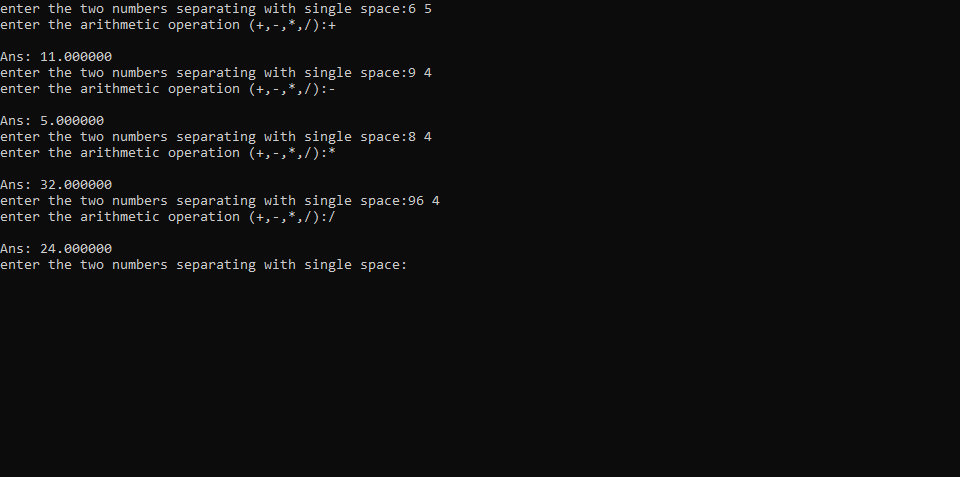 enter the two numbers separating with single space:6 5
enter the arithmetic operation (+,-,*,/):+
Ans: 11.000000
enter the two numbers separating with single space:9 4
enter the arithmetic operation (+,-,*,/):-
Ans: 5.000000
enter the two numbers separating with single space:8 4
enter the arithmetic operation (+,-,*,/):*
Ans: 32.000000
enter the two numbers separating with single space:96 4
enter the arithmetic operation (+,-,*,/):/
Ans: 24.000000
enter the two numbers separating with single space: